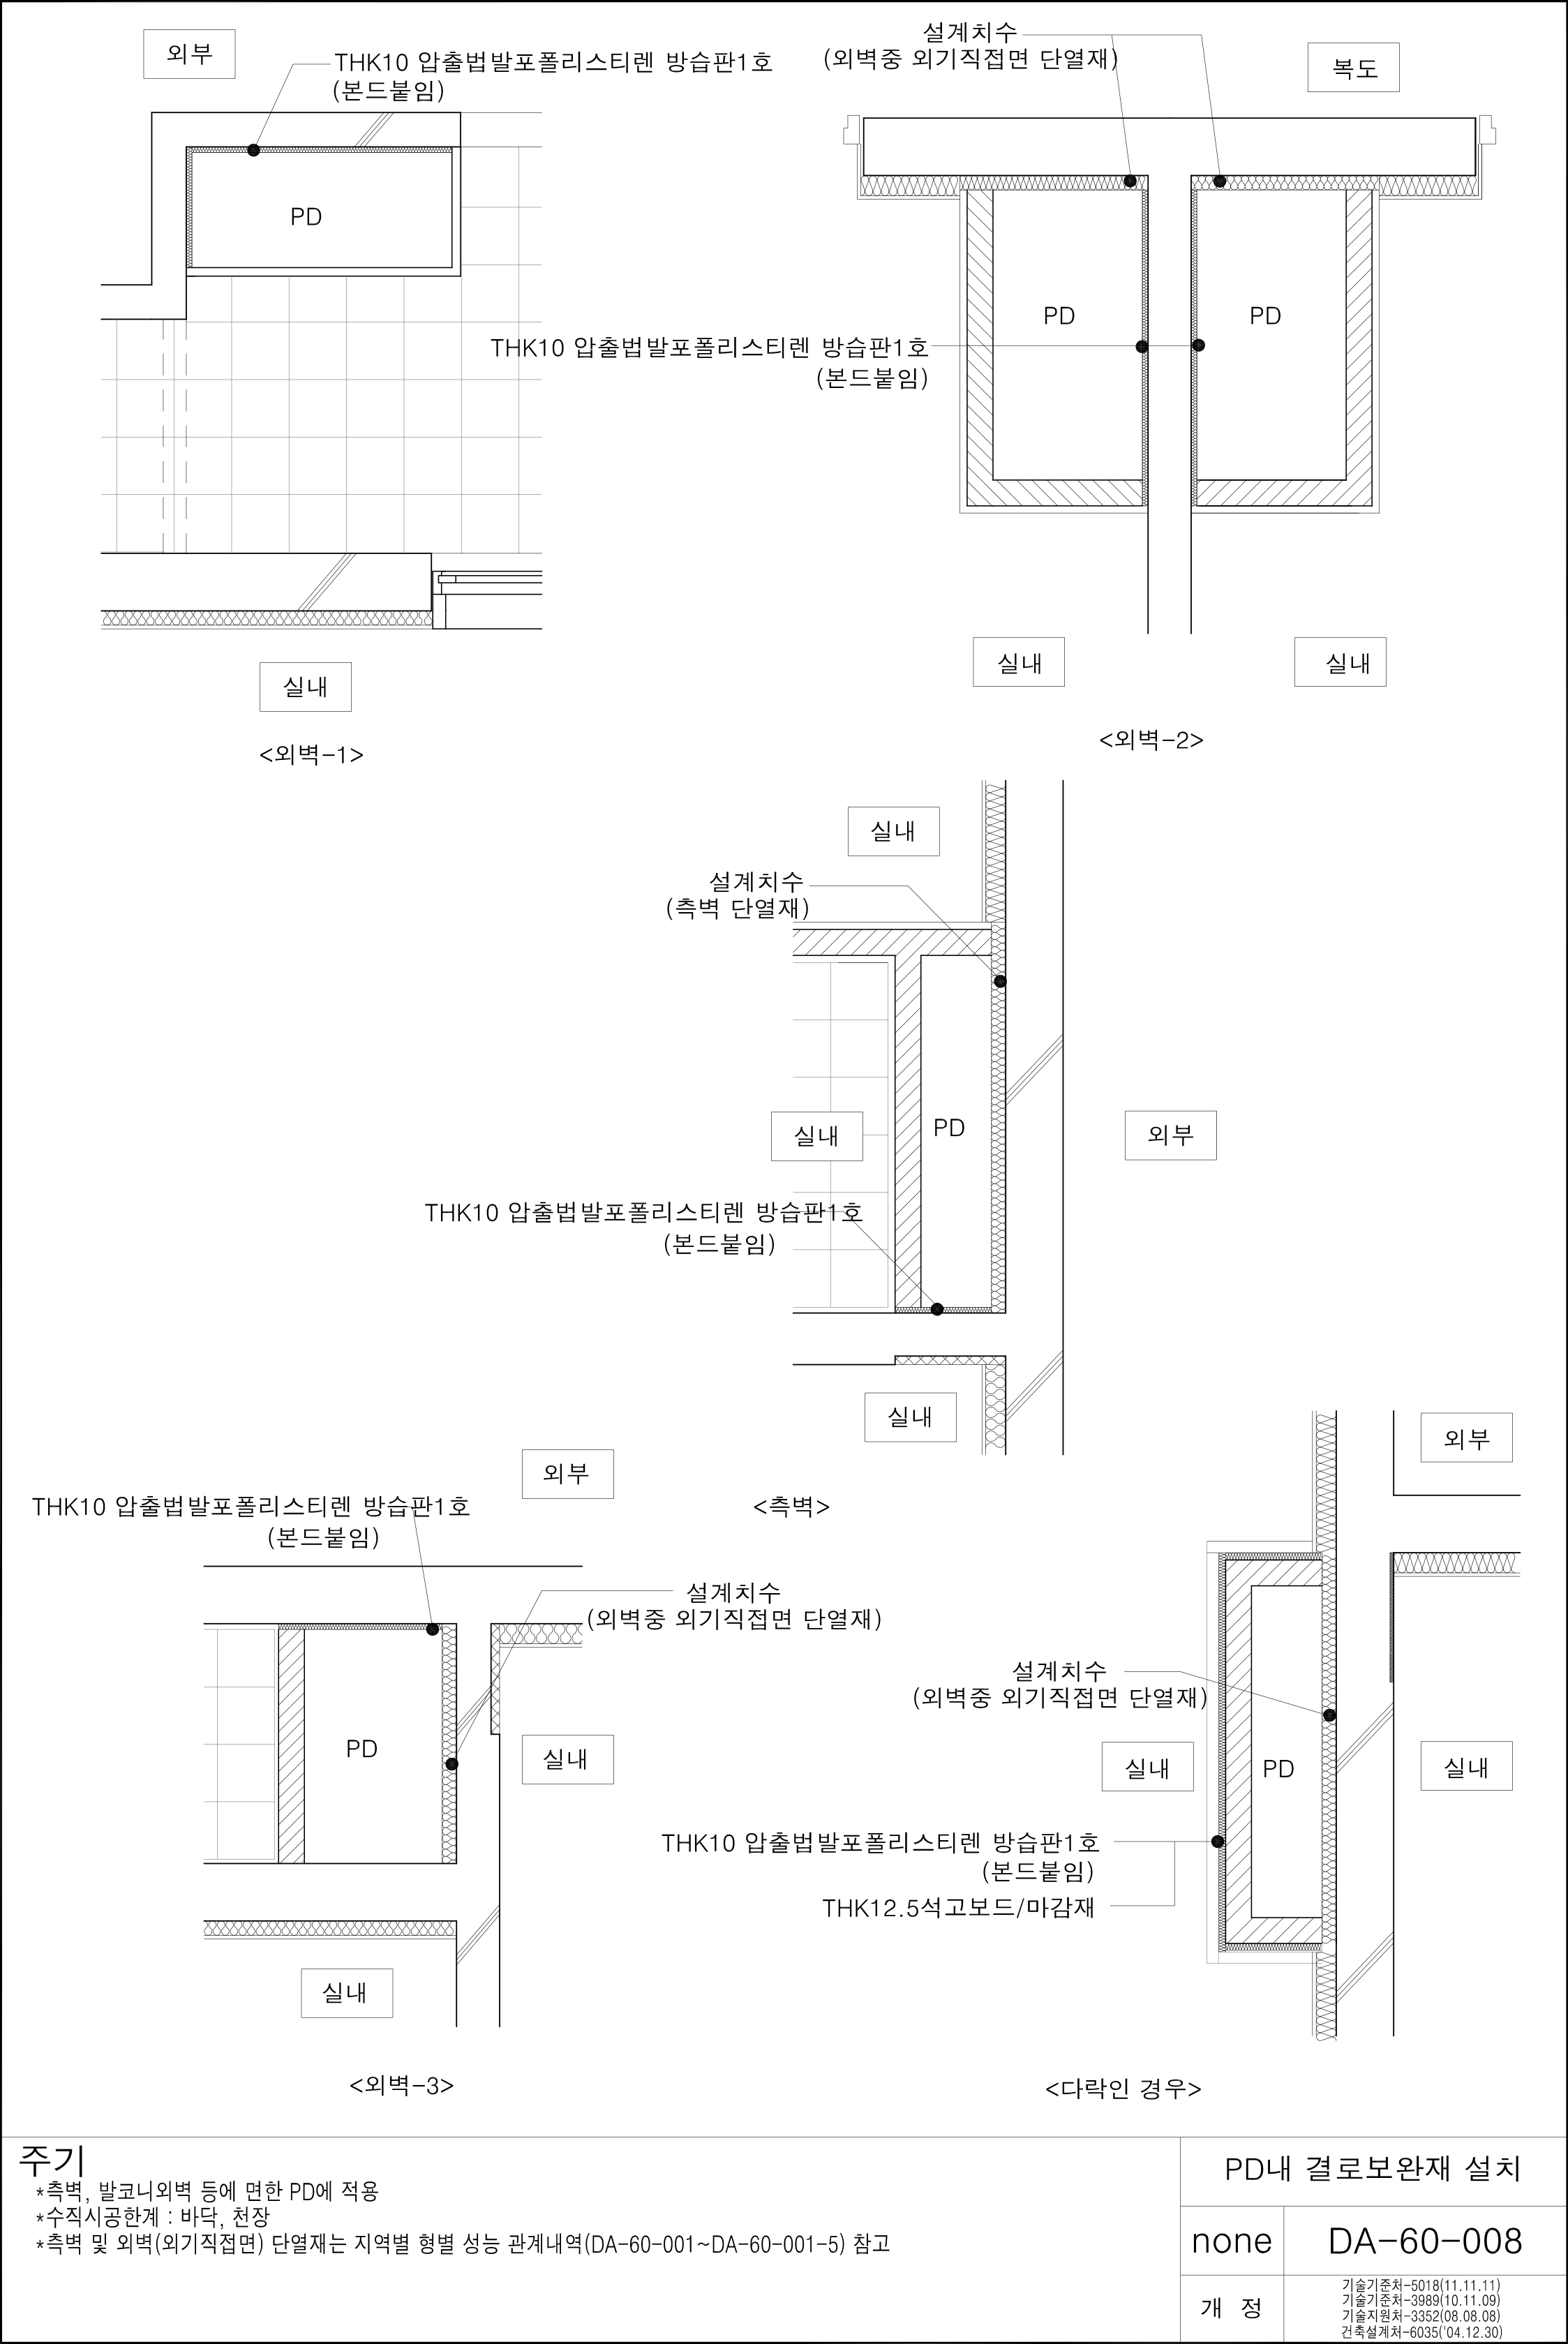 외부
THK10 압출법발포폴리스티렌 방습판1호
(본드붙임)
PD
실내
<외벽-1>
설계치수
(외벽중 외기직접면 단열재)
복도
PD
PD
THK10 압출법발포폴리스티렌 방습판1호
(본드붙임)
실내
실내
<외벽-2>
실내
설계치수
(측벽 단열재)
실내
PD
외부
THK10 압출법발포폴리스티렌 방습판1호
(본드붙임)
실내
<측벽>
외부
THK10 압출법발포폴리스티렌 방습판1호
(본드붙임)
설계치수
(외벽중 외기직접면 단열재)
PD
실내
실내
<외벽-3>
외부
설계치수
(외벽중 외기직접면 단열재)
실내
PD
실내
THK10 압출법발포폴리스티렌 방습판1호
(본드붙임)
THK12.5석고보드/마감재
<다락인 경우>
주기
*측벽, 발코니외벽 등에 면한 PD에 적용
*수직시공한계 : 바닥, 천장
*측벽 및 외벽(외기직접면) 단열재는 지역별 형별 성능 관계내역(DA-60-001~DA-60-001-5) 참고
PD내 결로보완재 설치
none
DA-60-008
개 정
기술기준처-5018(11.11.11)
기술기준처-3989(10.11.09)
기술지원처-3352(08.08.08)
건축설계처-6035('04.12.30)